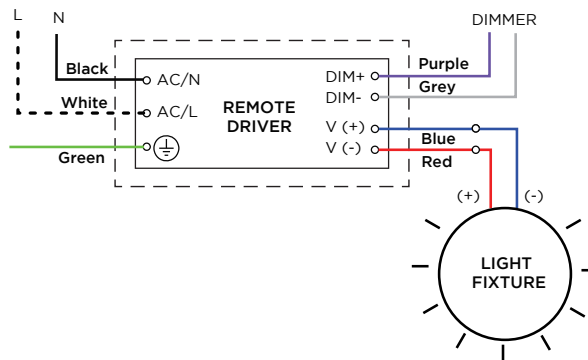 L
N
DIMMER
Black
AC/N
White
AC/L
Green
REMOTE
DRIVER
DIM+
DIM-
V (+)
V (-)
Purple
Grey
Blue
Red
(+)
(-)
LIGHT
FIXTURE